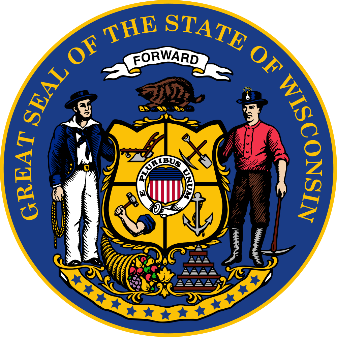 GREAT SEAL OF THE STATE OF WISCONSIN
FORWARD
E PLURIBUS UNUM